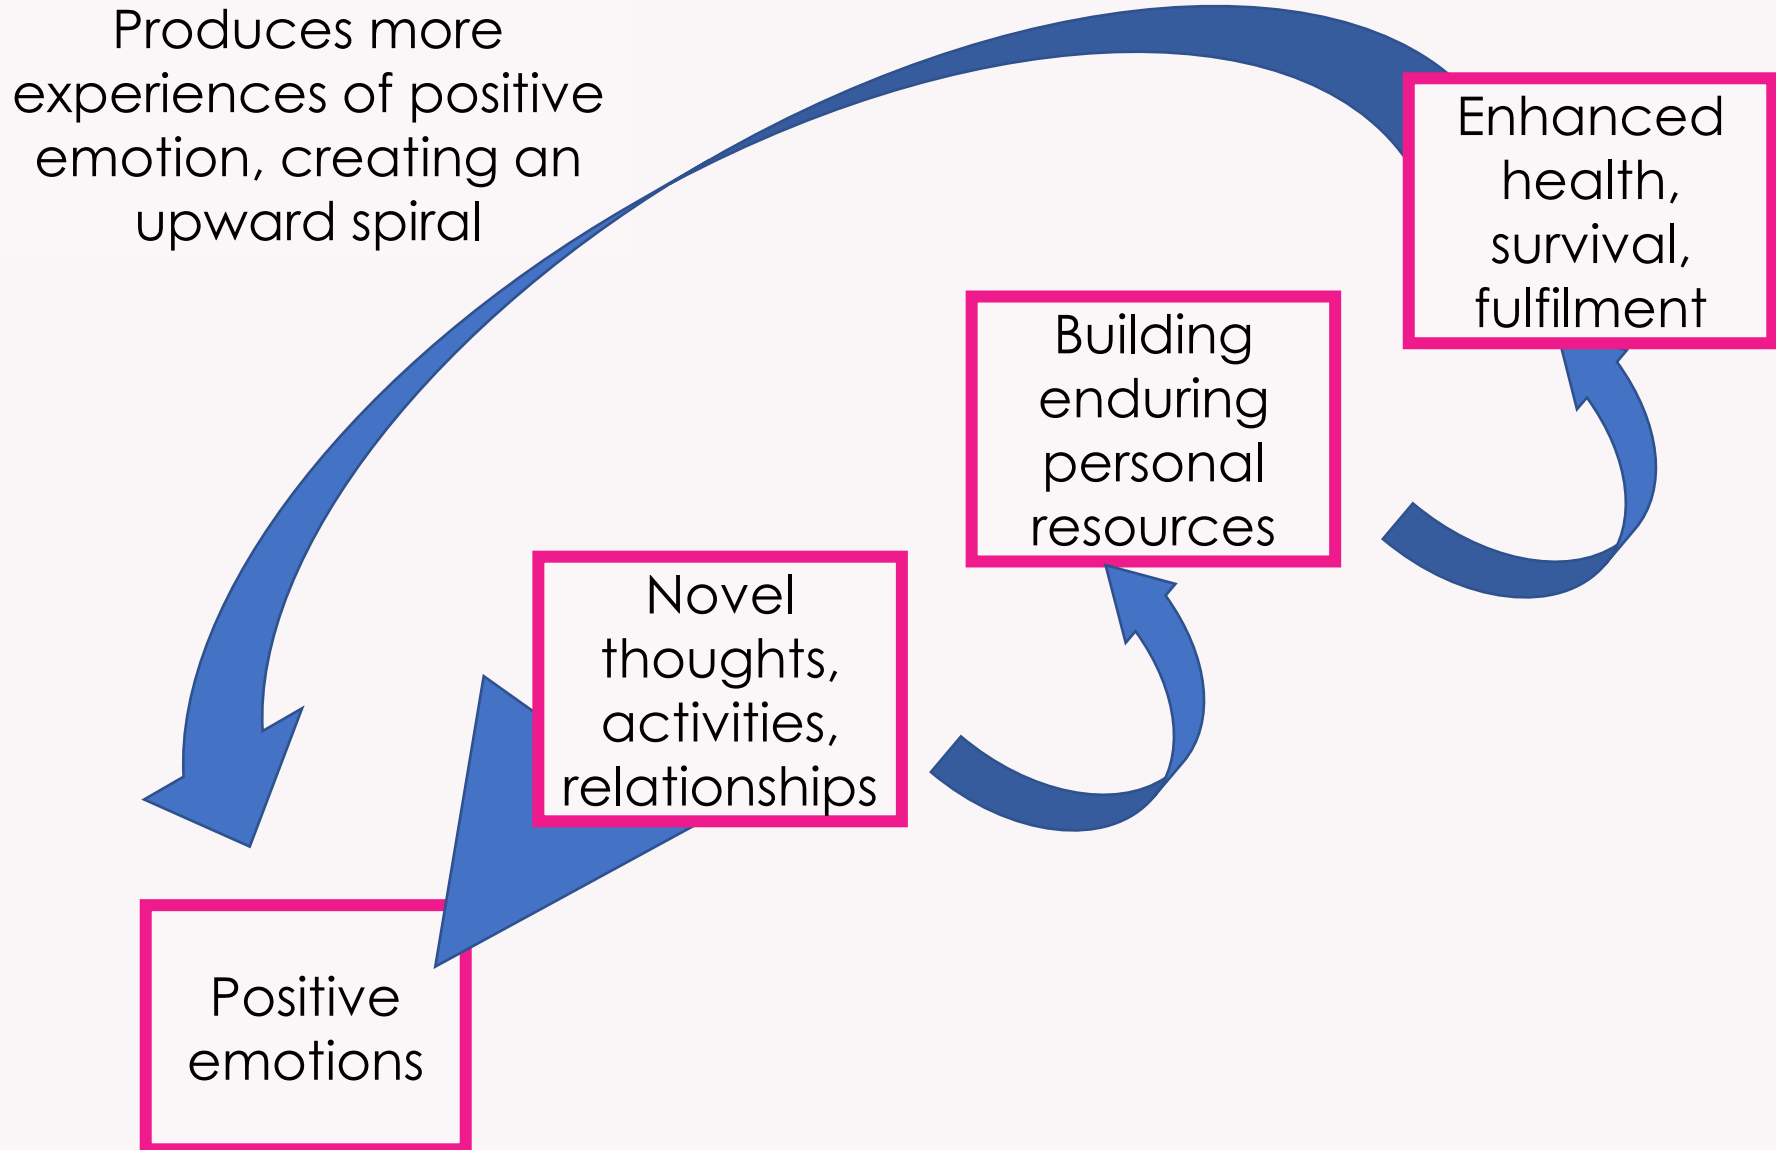 Produces more
experiences of positive
emotion, creating an
upward spiral
Enhanced
health,
survival,
fulfilment
Building
enduring
personal
resources
Novel
thoughts,
activities,
relationships
Positive
emotions